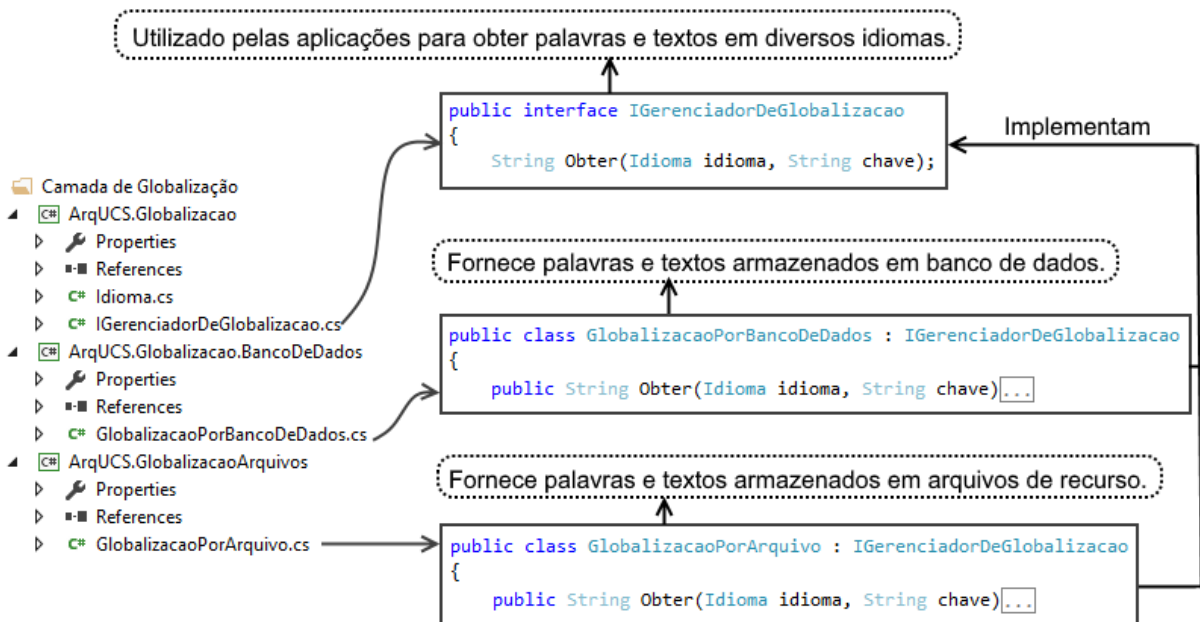 Utilizado pelas aplicações para obter palavras e textos em diversos idiomas.
public interface IGerenciadorDeGlobalizacao
{
String Obter(Idioma idioma, String chave);
Implementam
Camada de Globalização
C# ArqUCS.Globalizacao
Properties
References
C# Idioma.cs
C# IGerenciadorDeGlobalizacao.cs
C# ArqUCS.Globalizacao.BancoDeDados
Properties
References
C# GlobalizacaoPorBancoDeDados.cs
C# ArqUCS.GlobalizacaoArquivos
Properties
References
C# GlobalizacaoPorArquivo.cs
Fornece palavras e textos armazenados em banco de dados.
public class GlobalizacaoPorBancoDeDados : IGerenciadorDeGlobalizacao
{
public String Obter(Idioma idioma, String chave)...
Fornece palavras e textos armazenados em arquivos de recurso.
public class GlobalizacaoPorArquivo : IGerenciadorDeGlobalizacao
{
public String Obter(Idioma idioma, String chave)...